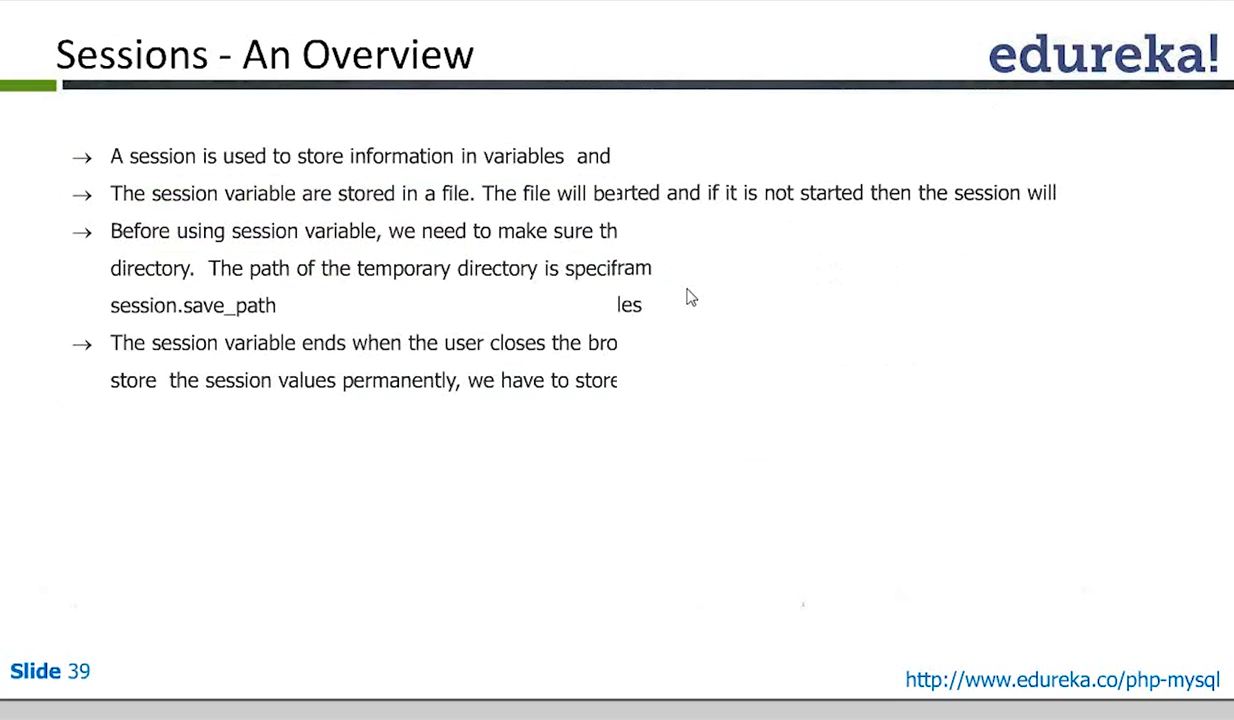 Sessions - An Overview
edureka!
→ A session is used to store information in variables and
→ The session variable are stored in a file. The file will be arted and if it is not started then the session will
→ Before using session variable, we need to make sure th
directory. The path of the temporary directory is specif ram
session.save_path les
→ The session variable ends when the user closes the bro
store the session values permanently, we have to store
Slide 39
http://www.edureka.co/php-mysql